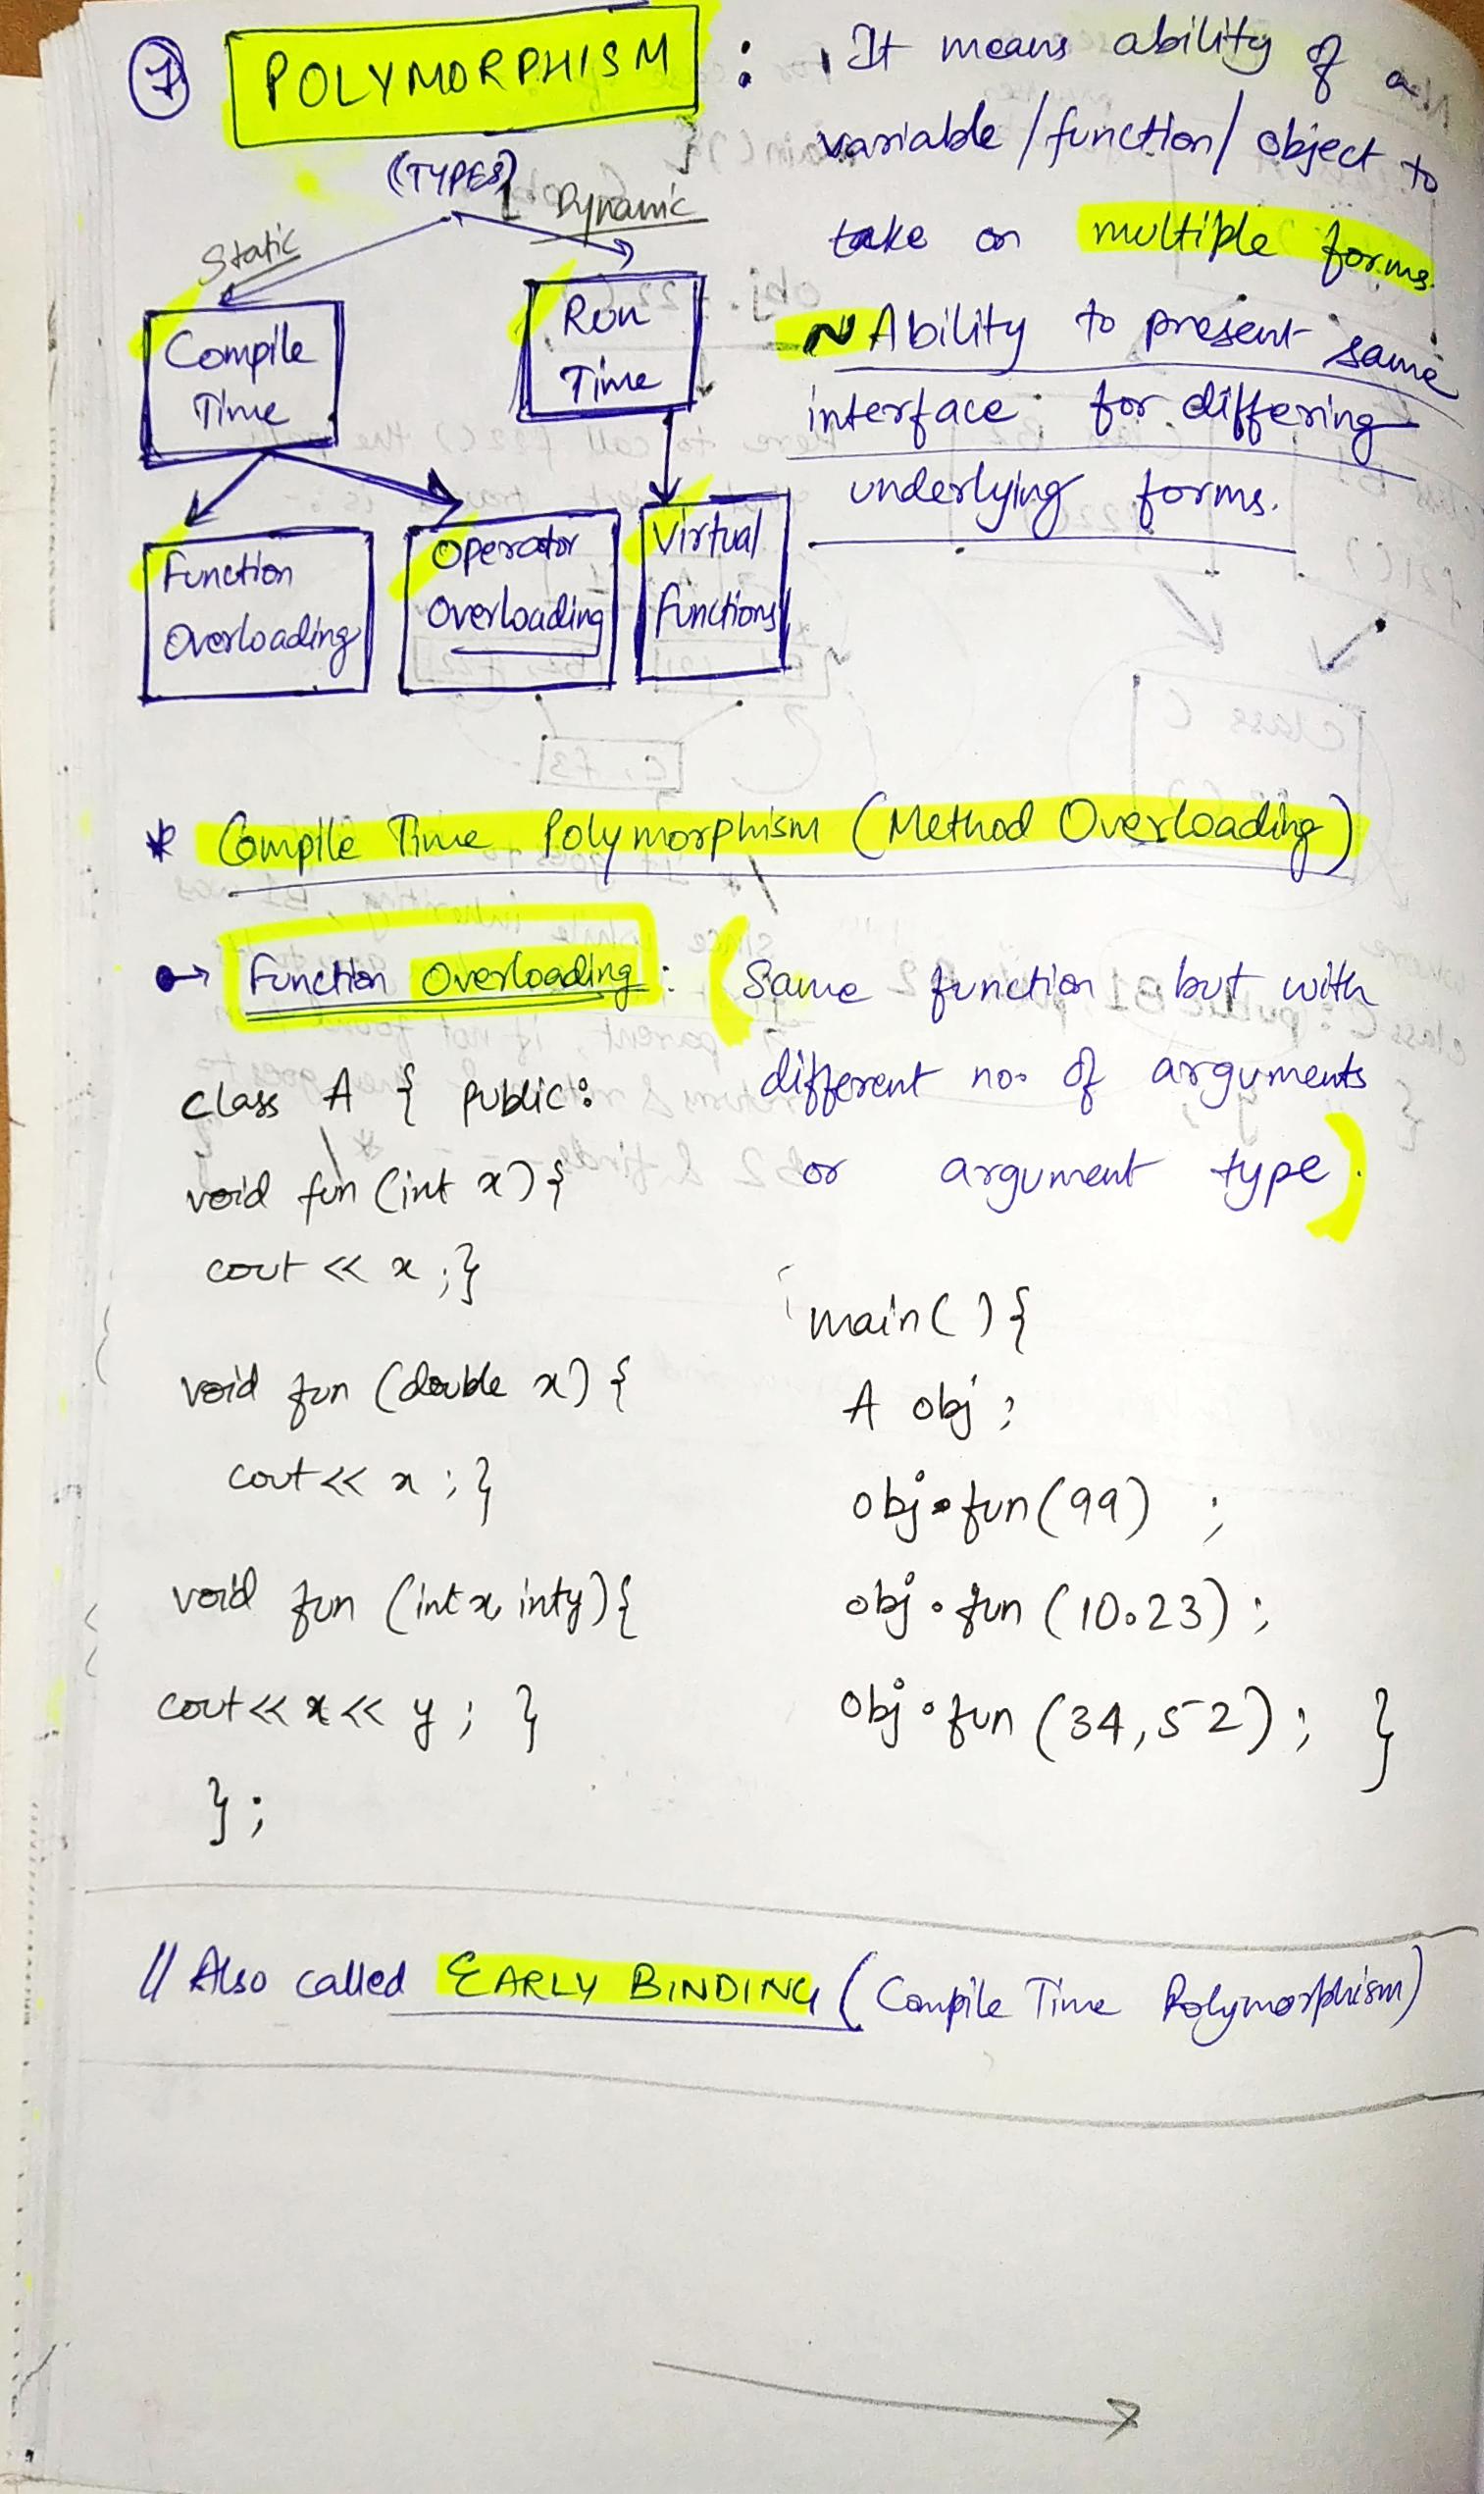 7 POLYMORPHISM : It means ability of a
variable / function / object to
take on multiple forms.
N Ability to present same
interface for differing
underlying forms.
(TYPES)
Static
Dynamic
Compile
Time
Run
Time
Function
Overloading
Operator
Overloading
Virtual
Functions
* Compile Time Polymorphism (Method Overloading)
→ Function Overloading : (Same function but with
different no. of arguments
or argument type).
class A { public:
void fun (int x) {
cout << x ; }
void fun (double x) {
cout << x ; }
void fun (int x, int y) {
cout << x << y ; }
} ;
main( ) {
A obj ;
obj.fun(99) ;
obj.fun (10.23) ;
obj.fun (34,52) ; }
// Also called EARLY BINDING (Compile Time Polymorphism)